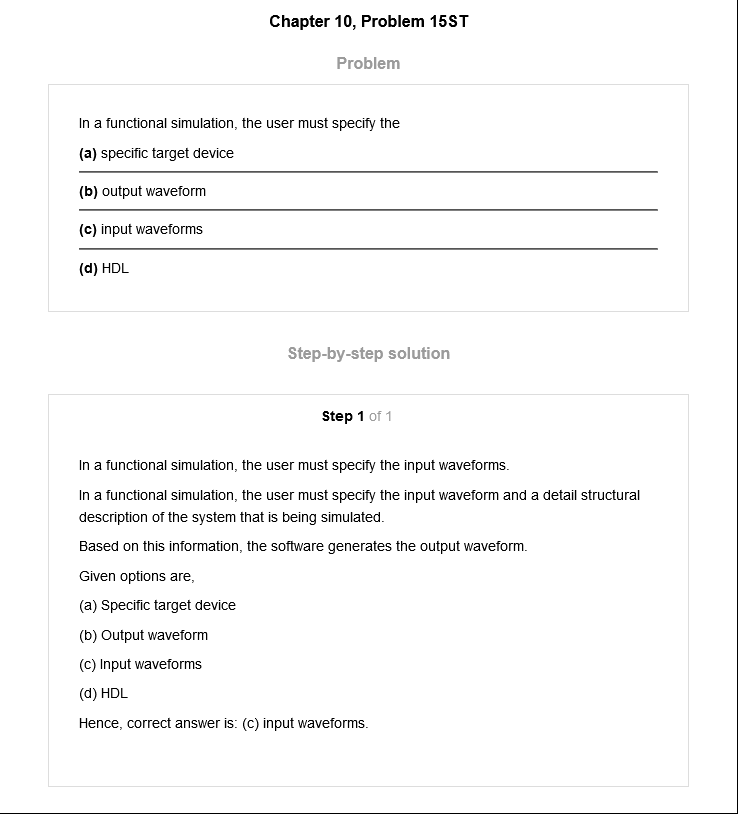 Chapter 10, Problem 15ST
Problem
In a functional simulation, the user must specify the
(a) specific target device
(b) output waveform
(c) input waveforms
(d) HDL
Step-by-step solution
Step 1 of 1
In a functional simulation, the user must specify the input waveforms.
In a functional simulation, the user must specify the input waveform and a detail structural
description of the system that is being simulated.
Based on this information, the software generates the output waveform.
Given options are,
(a) Specific target device
(b) Output waveform
(c) Input waveforms
(d) HDL
Hence, correct answer is: (c) input waveforms.